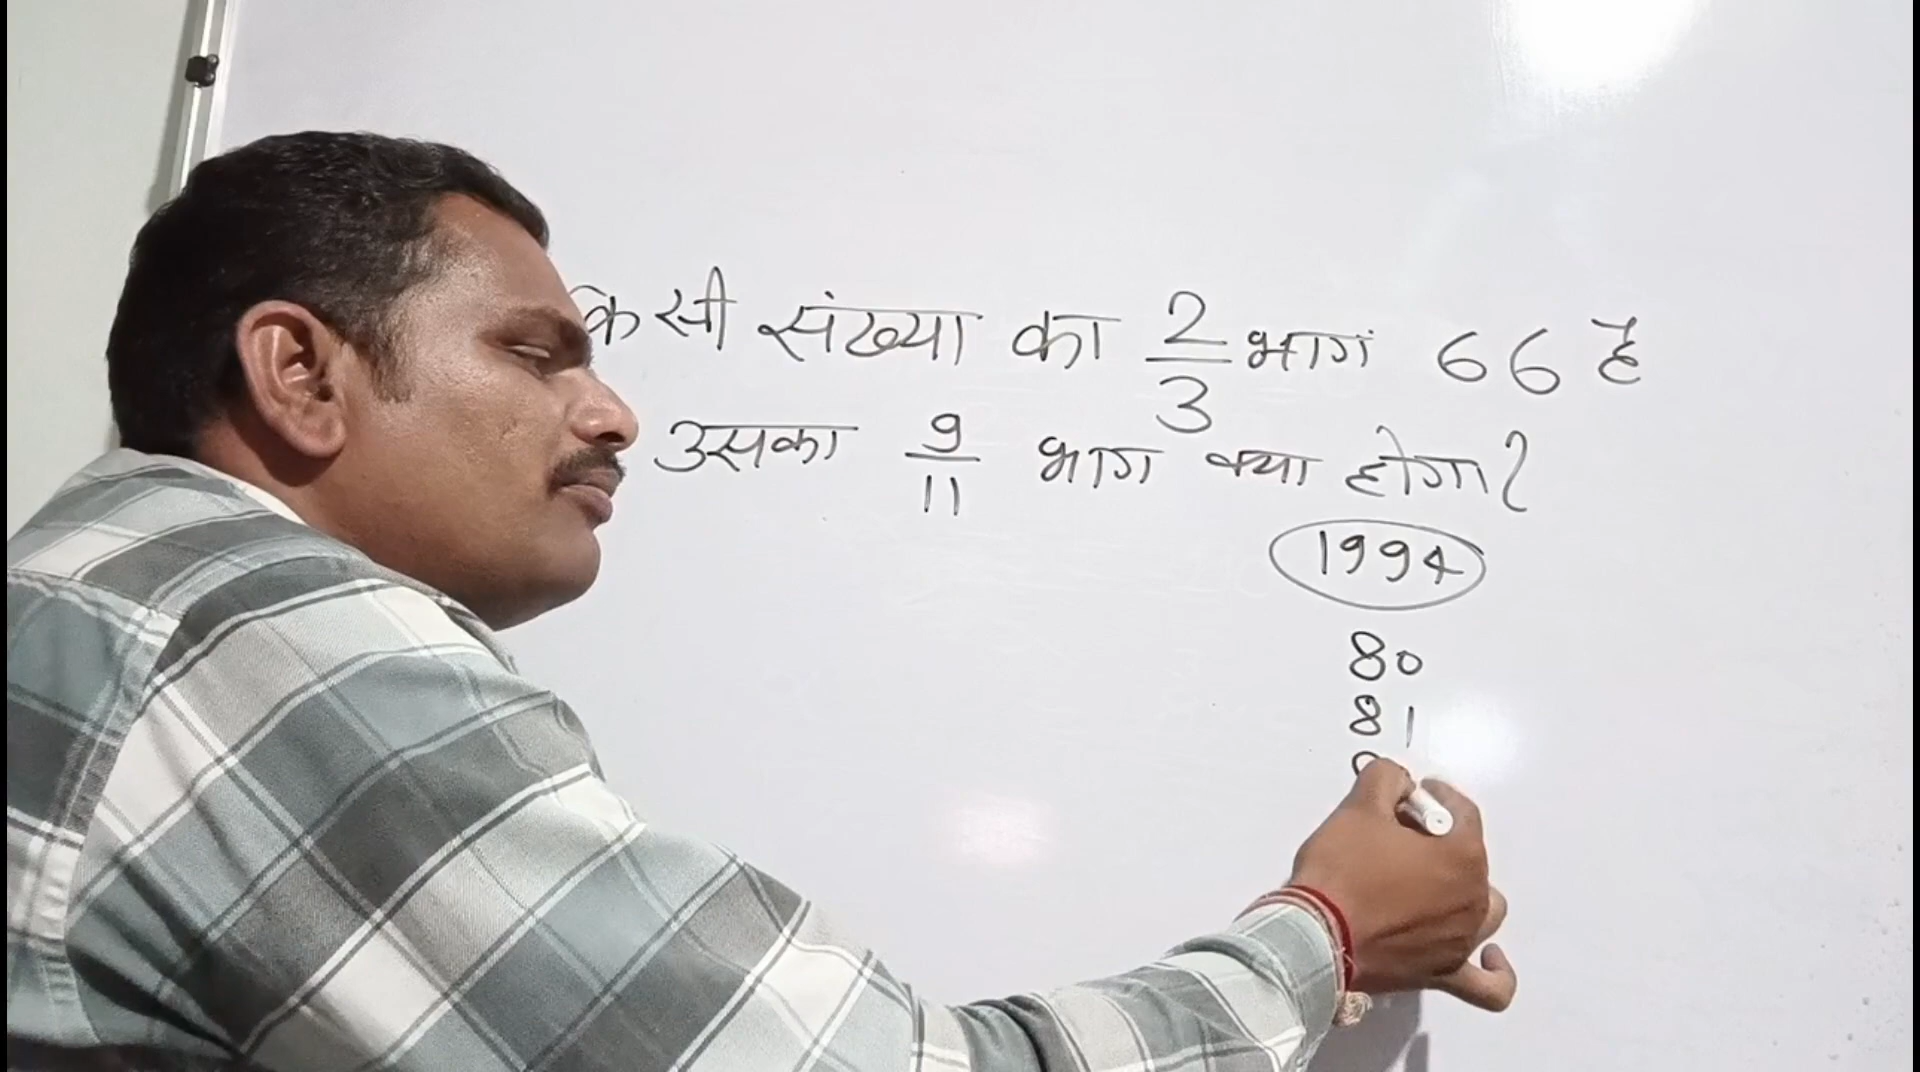 किसी संख्या का 2/3 भाग 66 है
उसका 9/11 भाग क्या होगा?
1994
80
81